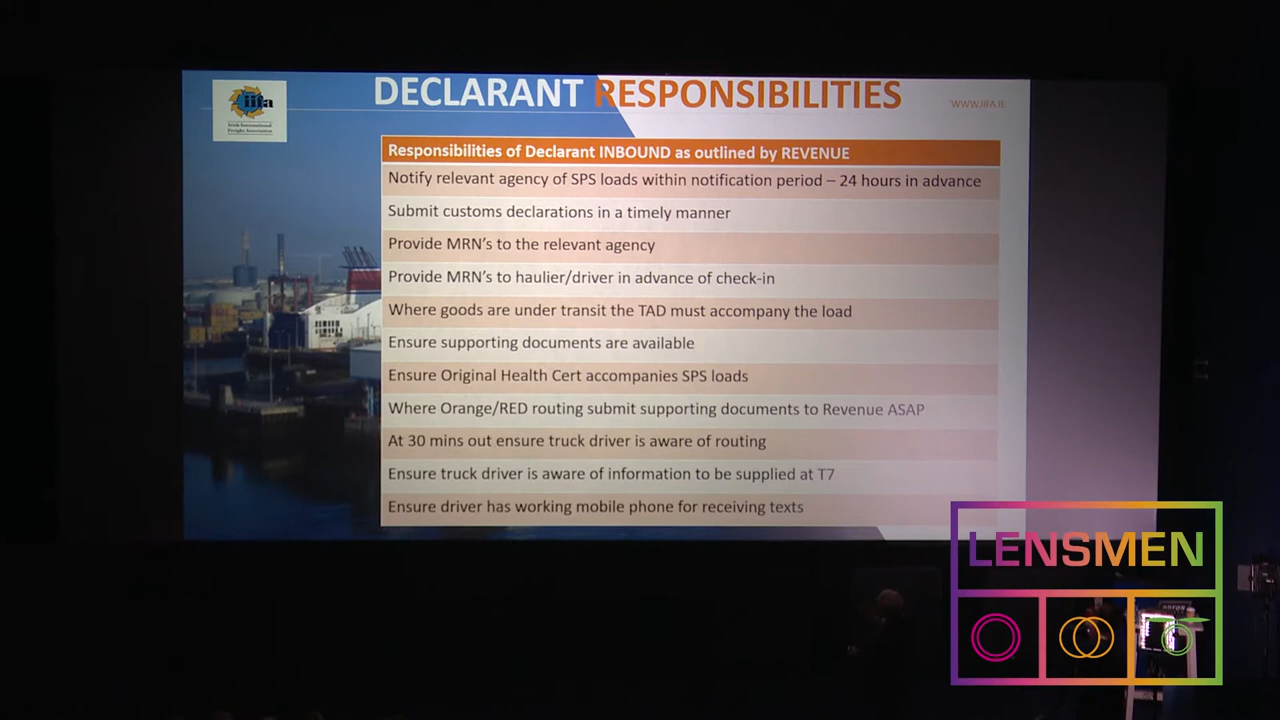 iifa
Irish International
Freight Association
DECLARANT RESPONSIBILITIES
WWW.IIFA.IE
Responsibilities of Declarant INBOUND as outlined by REVENUE
Notify relevant agency of SPS loads within notification period – 24 hours in advance
Submit customs declarations in a timely manner
Provide MRN’s to the relevant agency
Provide MRN’s to haulier/driver in advance of check-in
Where goods are under transit the TAD must accompany the load
Ensure supporting documents are available
Ensure Original Health Cert accompanies SPS loads
Where Orange/RED routing submit supporting documents to Revenue ASAP
At 30 mins out ensure truck driver is aware of routing
Ensure truck driver is aware of information to be supplied at T7
Ensure driver has working mobile phone for receiving texts
LENSMEN